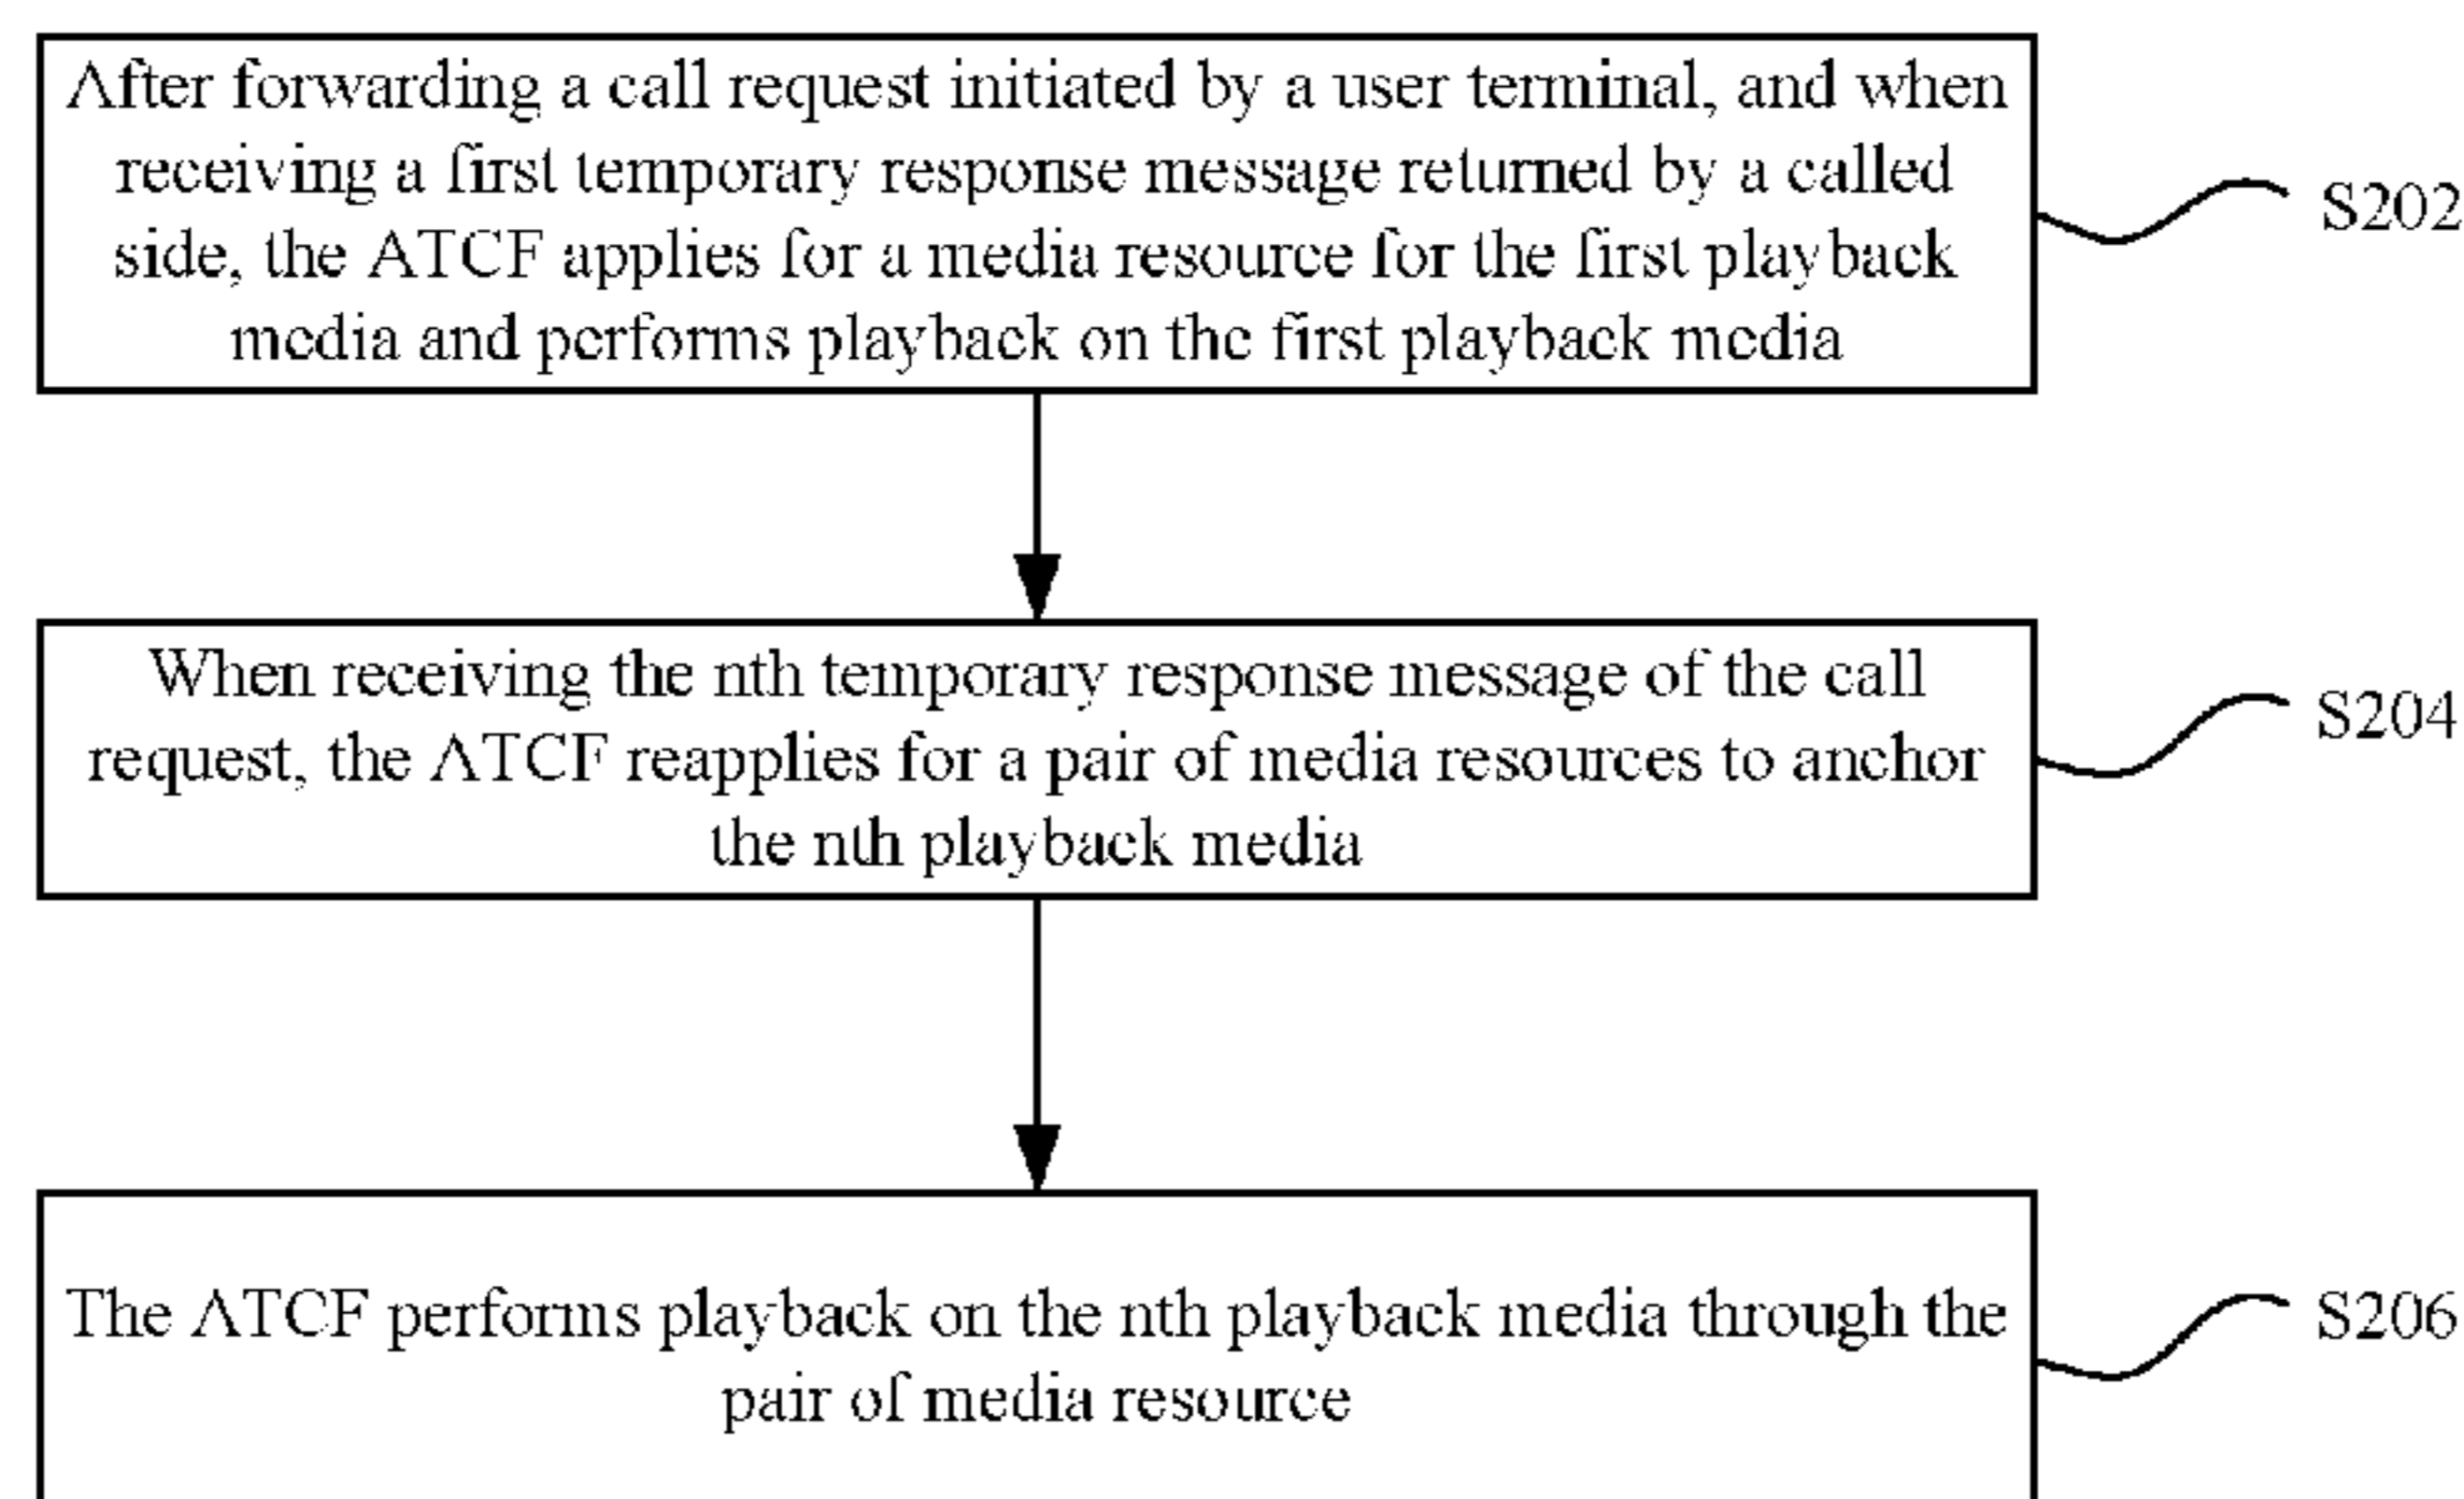 After forwarding a call request initiated by a user terminal, and when
receiving a first temporary response message returned by a called
side, the ATCF applies for a media resource for the first playback
media and performs playback on the first playback media
S202
When receiving the nth temporary response message of the call
request, the ATCF reapplies for a pair of media resources to anchor
the nth playback media
S204
The ATCF performs playback on the nth playback media through the
pair of media resource
S206